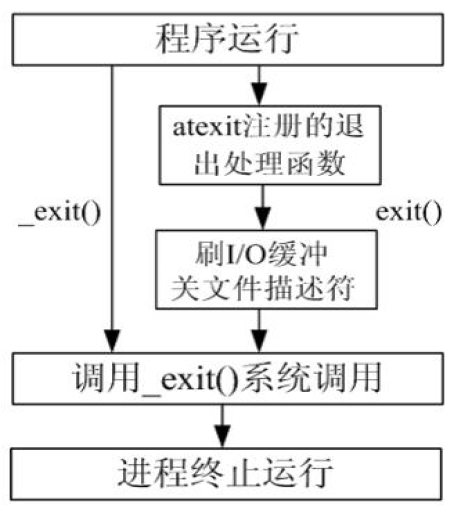 程序运行
atexit注册的退
出处理函数
_exit()
exit()
刷I/O缓冲
关文件描述符
调用_exit()系统调用
进程终止运行